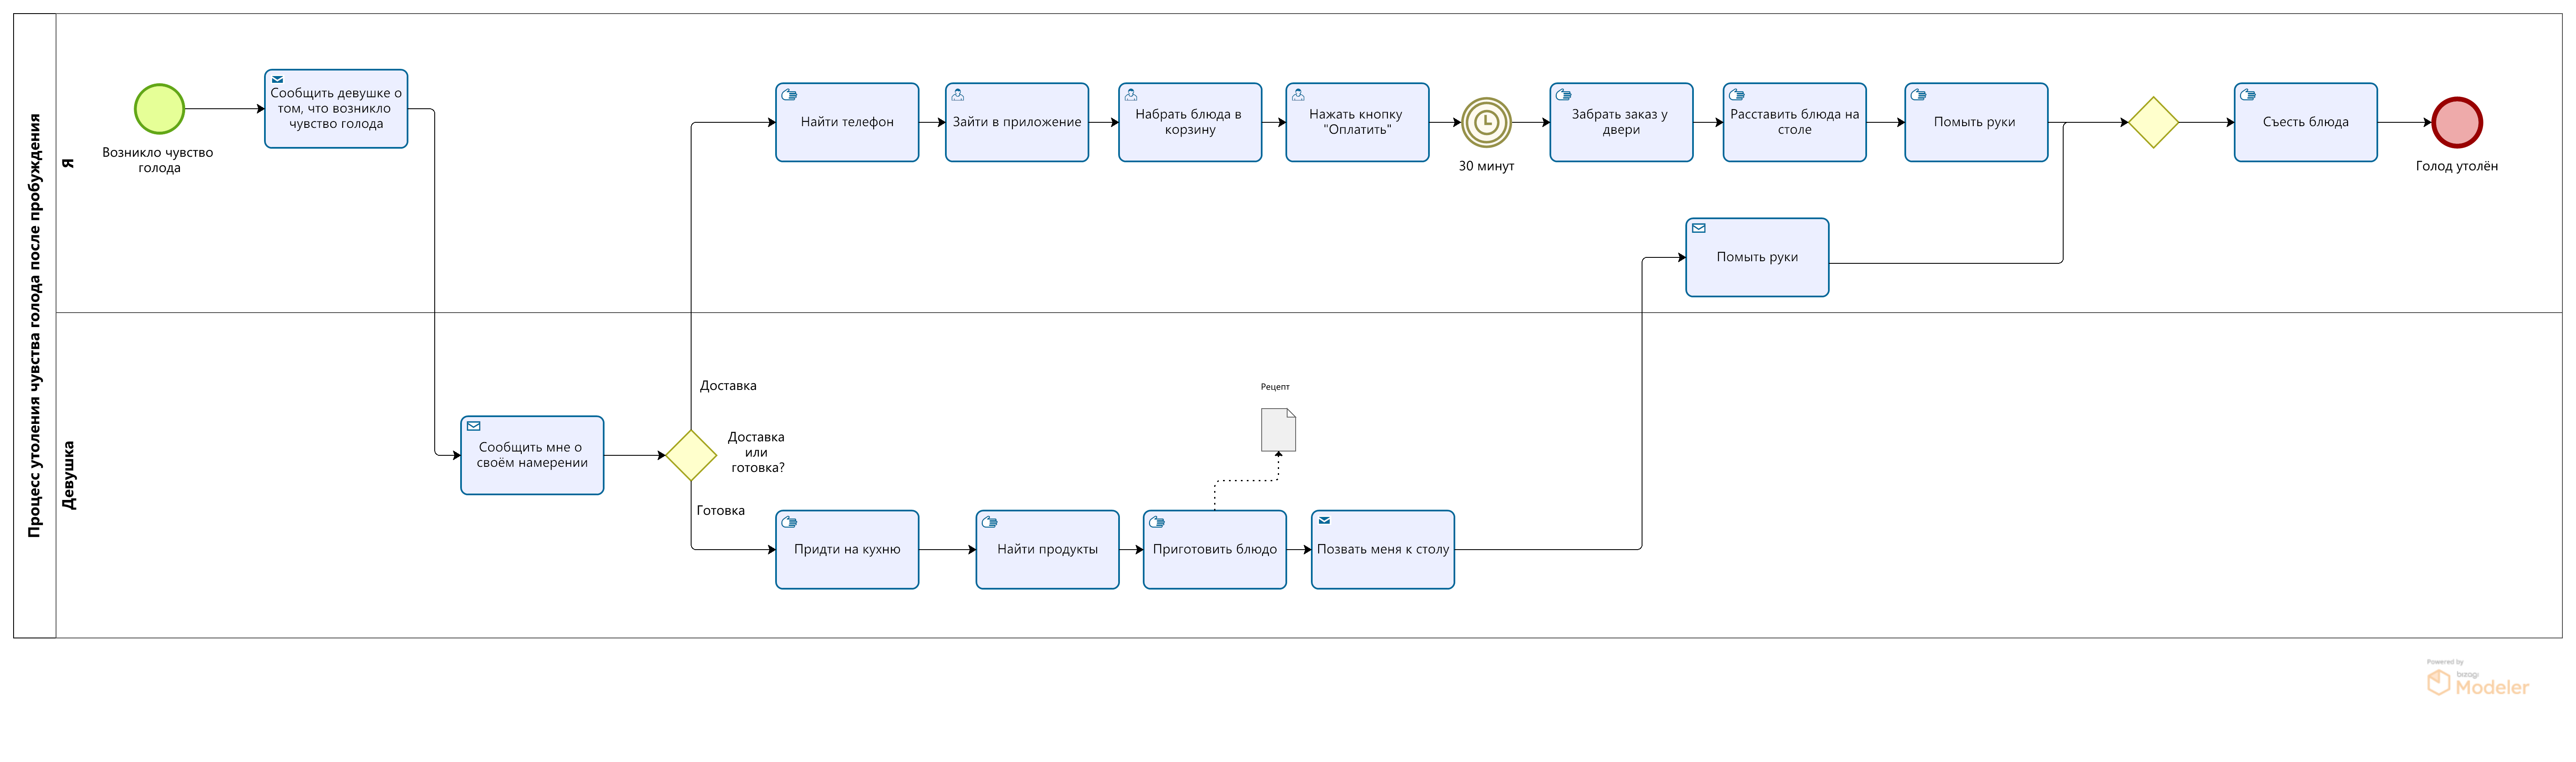 Процесс утоления чувства голода после пробуждения
Я
Возникло чувство
голода
Сообщить девушке о
том, что возникло
чувство голода
Найти телефон
Зайти в приложение
Набрать блюда в
корзину
Нажать кнопку
"Оплатить"
30 минут
Забрать заказ у
двери
Расставить блюда на
столе
Помыть руки
Съесть блюда
Голод утолён
Помыть руки
Девушка
Сообщить мне о
своём намерении
Доставка
Доставка
или
готовка?
Готовка
Придти на кухню
Найти продукты
Рецепт
Приготовить блюдо
Позвать меня к столу
Powered by
bizagi
Modeler